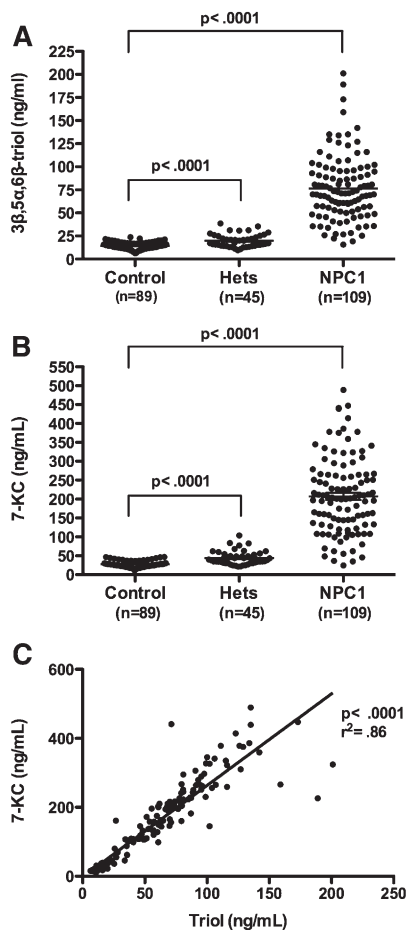 A
p< .0001
p< .0001
3β,5α,6β-triol (ng/ml)
225
200
175
150
125
100
75
50
25
0
Control Hets NPC1
(n=89) (n=45) (n=109)
B
p< .0001
p< .0001
7-KC (ng/mL)
550
500
450
400
350
300
250
200
150
100
50
0
Control Hets NPC1
(n=89) (n=45) (n=109)
C
7-KC (ng/mL)
600
400
200
0
p< .0001
r²= .86
0 50 100 150 200 250
Triol (ng/mL)